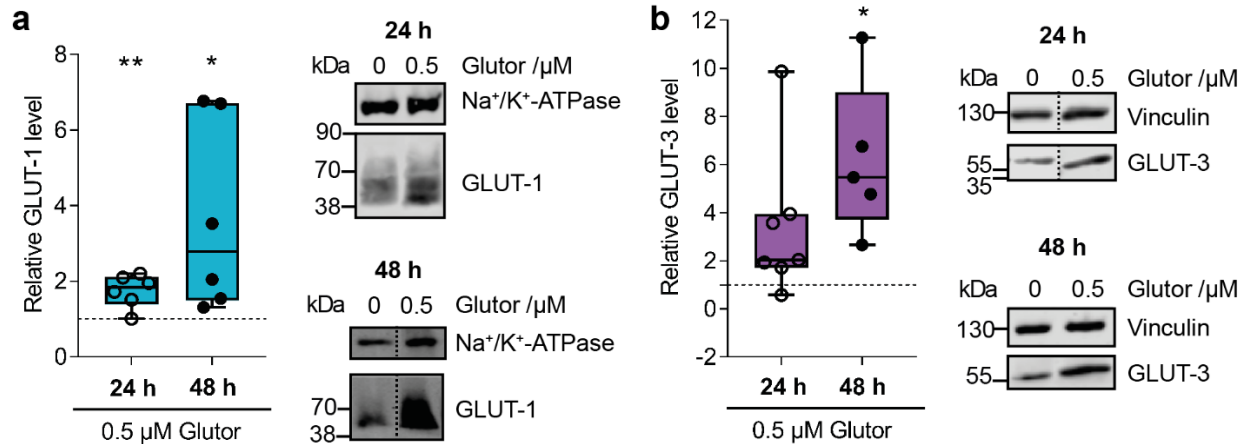 a
Relative GLUT-1 level
8
6
4
2
0
** *
24 h 48 h
0.5 µM Glutor
24 h
kDa 0 0.5 Glutor /µM
Na⁺/K⁺-ATPase
90
70
38
GLUT-1
48 h
kDa 0 0.5 Glutor /µM
Na⁺/K⁺-ATPase
70
38
GLUT-1
b
Relative GLUT-3 level
12
10
8
6
4
2
0
-2
*
24 h 48 h
0.5 µM Glutor
24 h
kDa 0 0.5 Glutor /µM
130 Vinculin
55 GLUT-3
35
48 h
kDa 0 0.5 Glutor /µM
130 Vinculin
55 GLUT-3